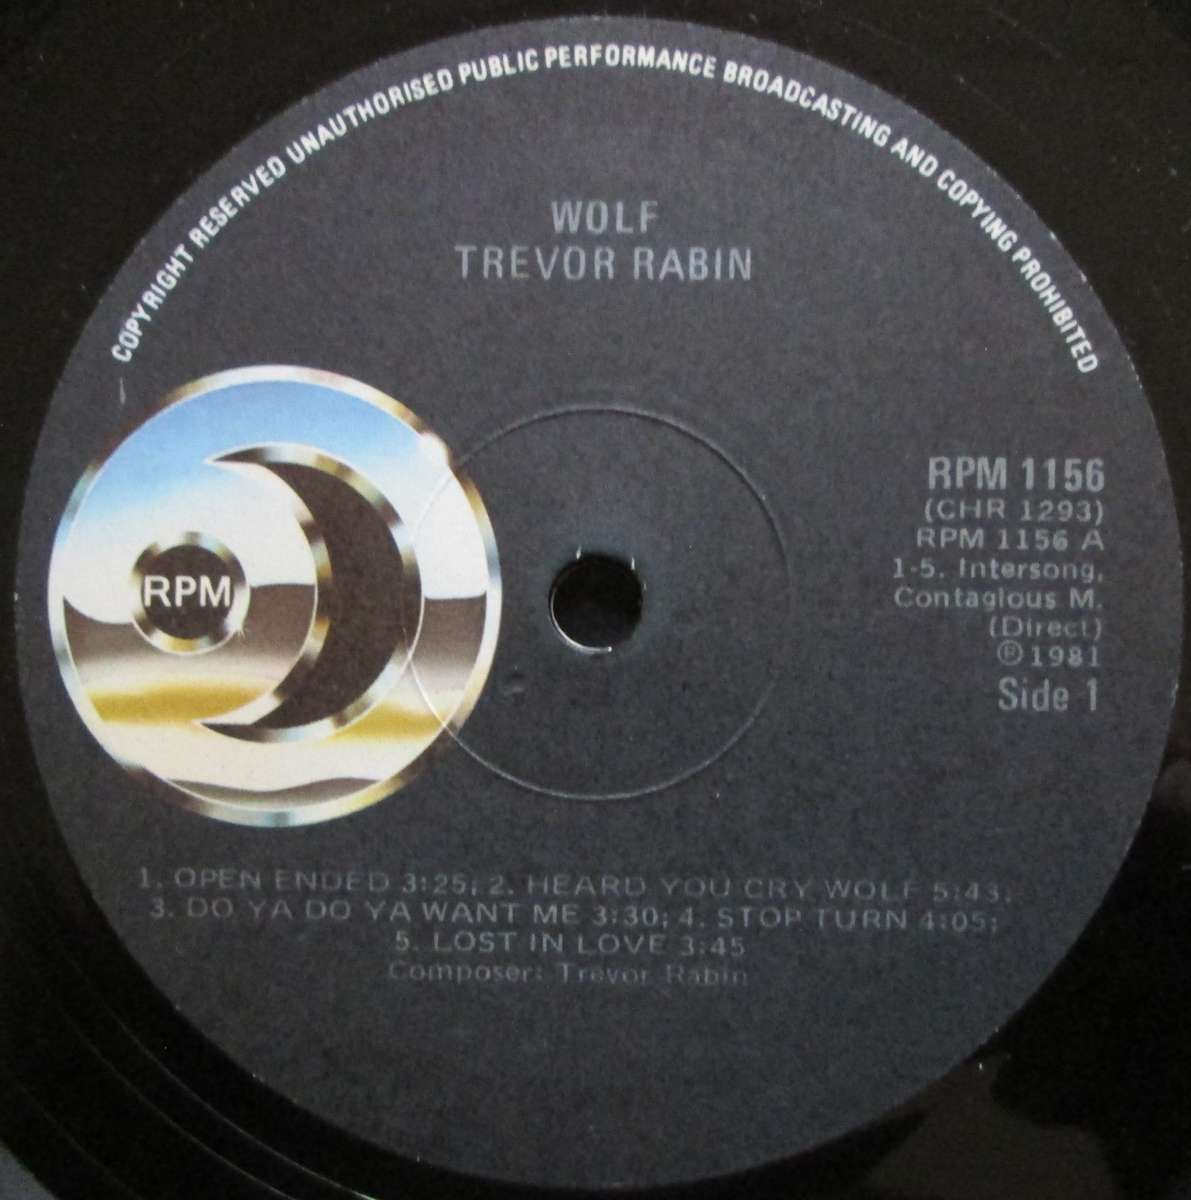 COPYRIGHT RESERVED UNAUTHORISED PUBLIC PERFORMANCE BROADCASTING AND COPYING PROHIBITED
WOLF
TREVOR RABIN
RPM
RPM 1156
(CHR 1293)
RPM 1156 A
1-5. Intersong,
Contagious M.
(Direct)
℗1981
Side 1
1. OPEN ENDED 3:25; 2. HEARD YOU CRY WOLF 5:43;
3. DO YA DO YA WANT ME 3:30; 4. STOP TURN 4:05;
5. LOST IN LOVE 3:45
Composer: Trevor Rabin